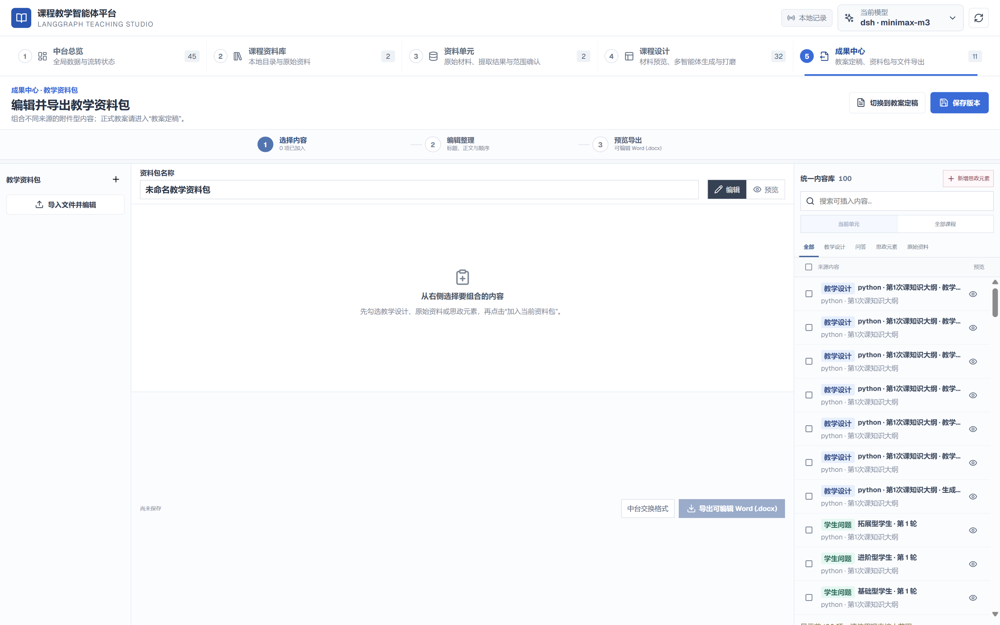 课程教学智能体平台
LANGGRAPH TEACHING STUDIO
本地记录
当前模型
dsh · minimax-m3
1
中台总览
全局数据与流转状态
45
2
课程资料库
本地目录与原始资料
2
3
资料单元
原始材料、提取结果与范围确认
2
4
课程设计
材料预览、多智能体生成与打磨
32
5
成果中心
教案定稿、资料包与文件导出
11
成果中心 · 教学资料包
编辑并导出教学资料包
组合不同来源的附件型内容；正式教案请进入“教案定稿”。
切换到教案定稿
保存版本
1
选择内容
0 项已加入
2
编辑整理
标题、正文与顺序
3
预览导出
可编辑 Word (.docx)
教学资料包
导入文件并编辑
资料包名称
未命名教学资料包
编辑
预览
从右侧选择要组合的内容
先勾选教学设计、原始资料或思政元素，再点击“加入当前资料包”。
尚未保存
中台交换格式
导出可编辑 Word (.docx)
统一内容库 100
新增思政元素
搜索可插入内容...
当前单元
全部课程
全部 教学设计 问答 思政元素 原始资料
来源内容 预览
教学设计 python · 第1次课知识大纲 · 教学...
python · 第1次课知识大纲
教学设计 python · 第1次课知识大纲 · 教学...
python · 第1次课知识大纲
教学设计 python · 第1次课知识大纲 · 教学...
python · 第1次课知识大纲
教学设计 python · 第1次课知识大纲 · 教学...
python · 第1次课知识大纲
教学设计 python · 第1次课知识大纲 · 教学...
python · 第1次课知识大纲
教学设计 python · 第1次课知识大纲 · 教学...
python · 第1次课知识大纲
教学设计 python · 第1次课知识大纲 · 生成...
python · 第1次课知识大纲
学生问题 拓展型学生 · 第 1 轮
python · 第1次课知识大纲
学生问题 进阶型学生 · 第 1 轮
python · 第1次课知识大纲
学生问题 基础型学生 · 第 1 轮
python · 第1次课知识大纲